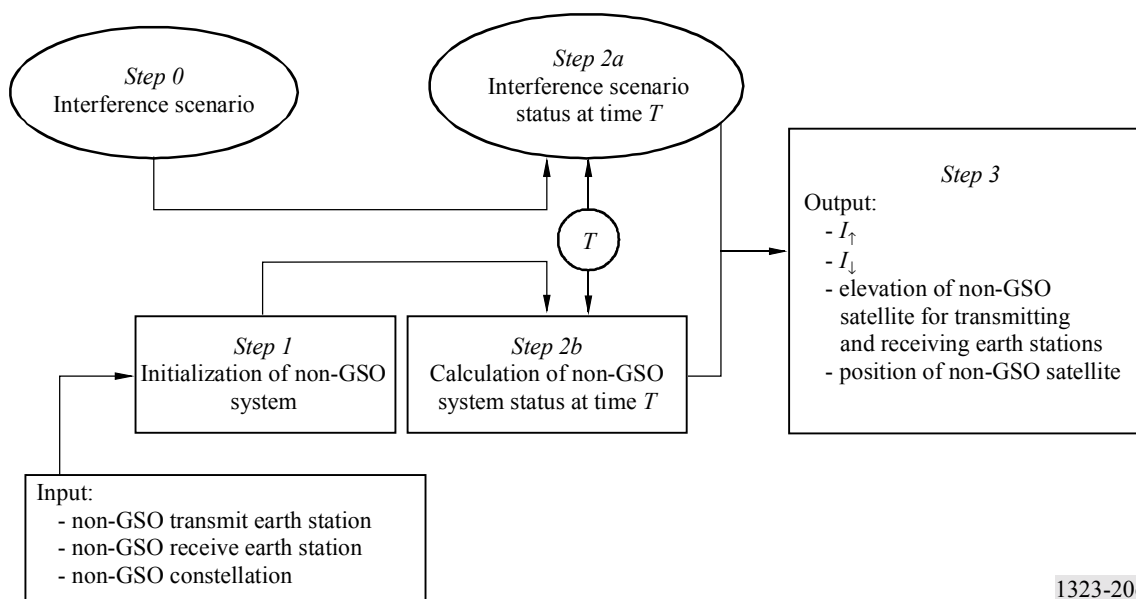 Step 0
Interference scenario
Step 2a
Interference scenario
status at time T
T
Step 1
Initialization of non-GSO
system
Step 2b
Calculation of non-GSO
system status at time T
Step 3
Output:
- I↑
- I↓
- elevation of non-GSO
satellite for transmitting
and receiving earth stations
- position of non-GSO satellite
Input:
- non-GSO transmit earth station
- non-GSO receive earth station
- non-GSO constellation
1323-20